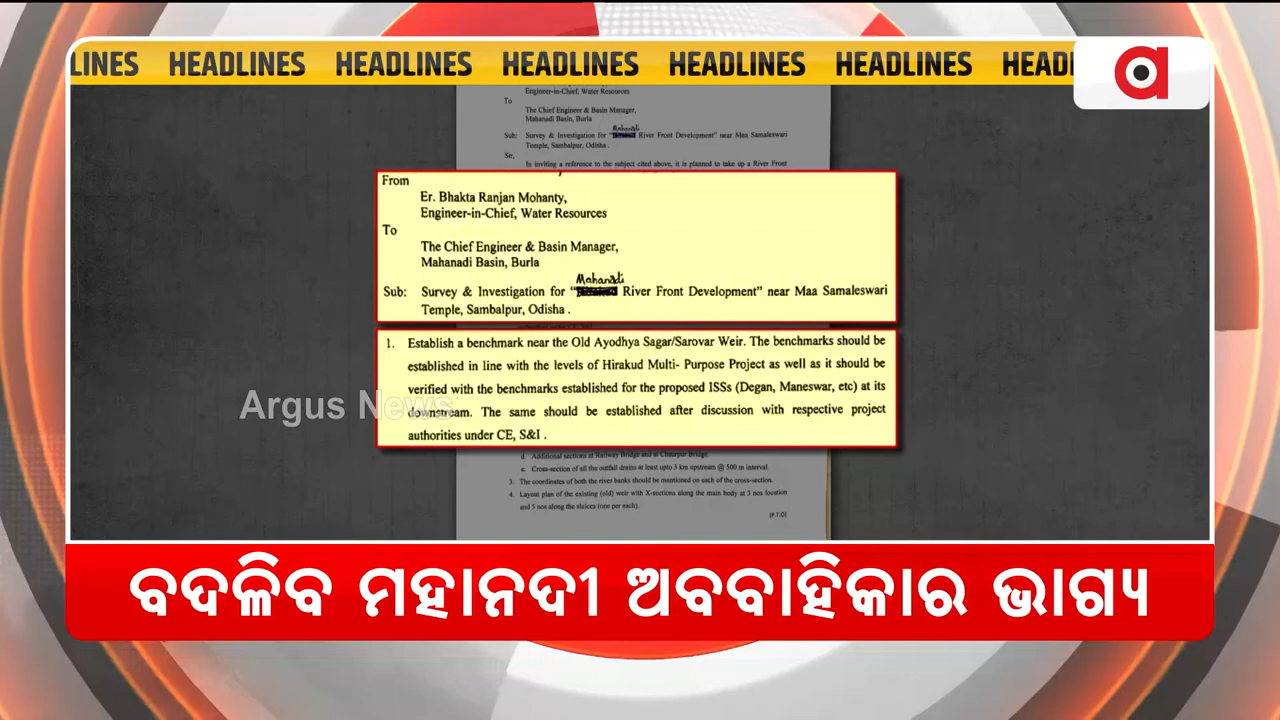 LINES HEADLINES HEADLINES HEADLINES HEADLINES HEADLINES HEADL
a
Engineer-in-Chief, Water Resources
To
The Chief Engineer & Basin Manager,
Mahanadi Basin, Burla
Mahanadi
Sub: Survey & Investigation for " River Front Development" near Maa Samaleswari
Temple, Sambalpur, Odisha .
Sir,
In inviting a reference to the subject cited above, it is planned to take up a River Front
From
Er. Bhakta Ranjan Mohanty,
Engineer-in-Chief, Water Resources
To
The Chief Engineer & Basin Manager,
Mahanadi Basin, Burla
Mahanadi
Sub: Survey & Investigation for " River Front Development" near Maa Samaleswari
Temple, Sambalpur, Odisha .
1. Establish a benchmark near the Old Ayodhya Sagar/Sarovar Weir. The benchmarks should be
established in line with the levels of Hirakud Multi- Purpose Project as well as it should be
verified with the benchmarks established for the proposed ISSs (Degan, Maneswar, etc) at its
downstream. The same should be established after discussion with respective project
authorities under CE, S&I .
Argus News
d. Additional sections at Railway Bridge and at Chaurpur Bridge.
e. Cross-section of all the outfall drains at least upto 3 km upstream @ 500 m interval
3. The coordinates of both the river banks should be mentioned on each of the cross-section.
4. Layout plan of the existing (old) weir with X-sections along the main body at 3 nos location
and 5 nos along the sluices (one per each).
[P.T.O]
ବଦଳିବ ମହାନଦୀ ଅବବାହିକାର ଭାଗ୍ୟ